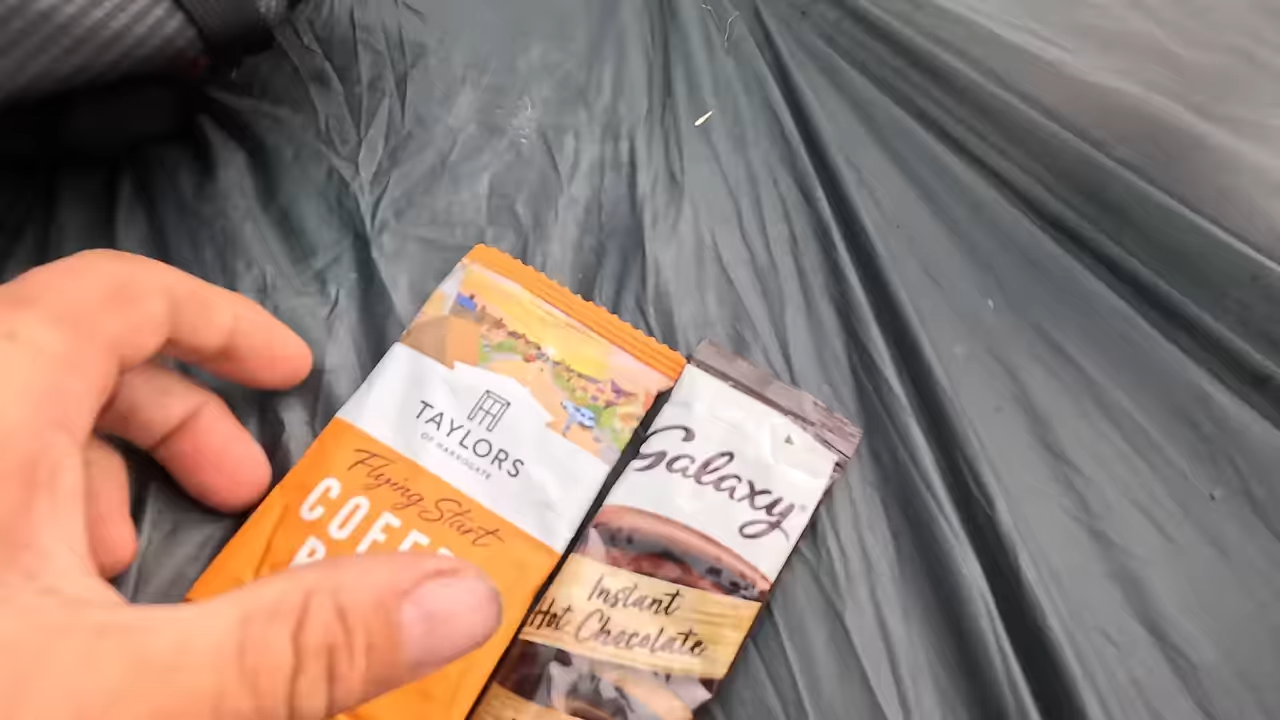 TAYLORS
OF HARROGATE
Flying Start
Galaxy
Instant
Hot Chocolate